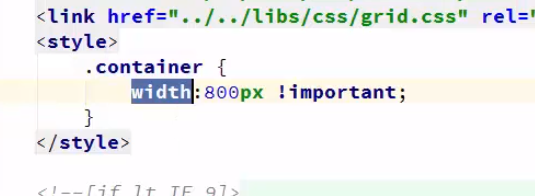 <link href="../../libs/css/grid.css" rel="
<style>
.container {
width:800px !important;
}
</style>
<!--[if lt IE 9]>